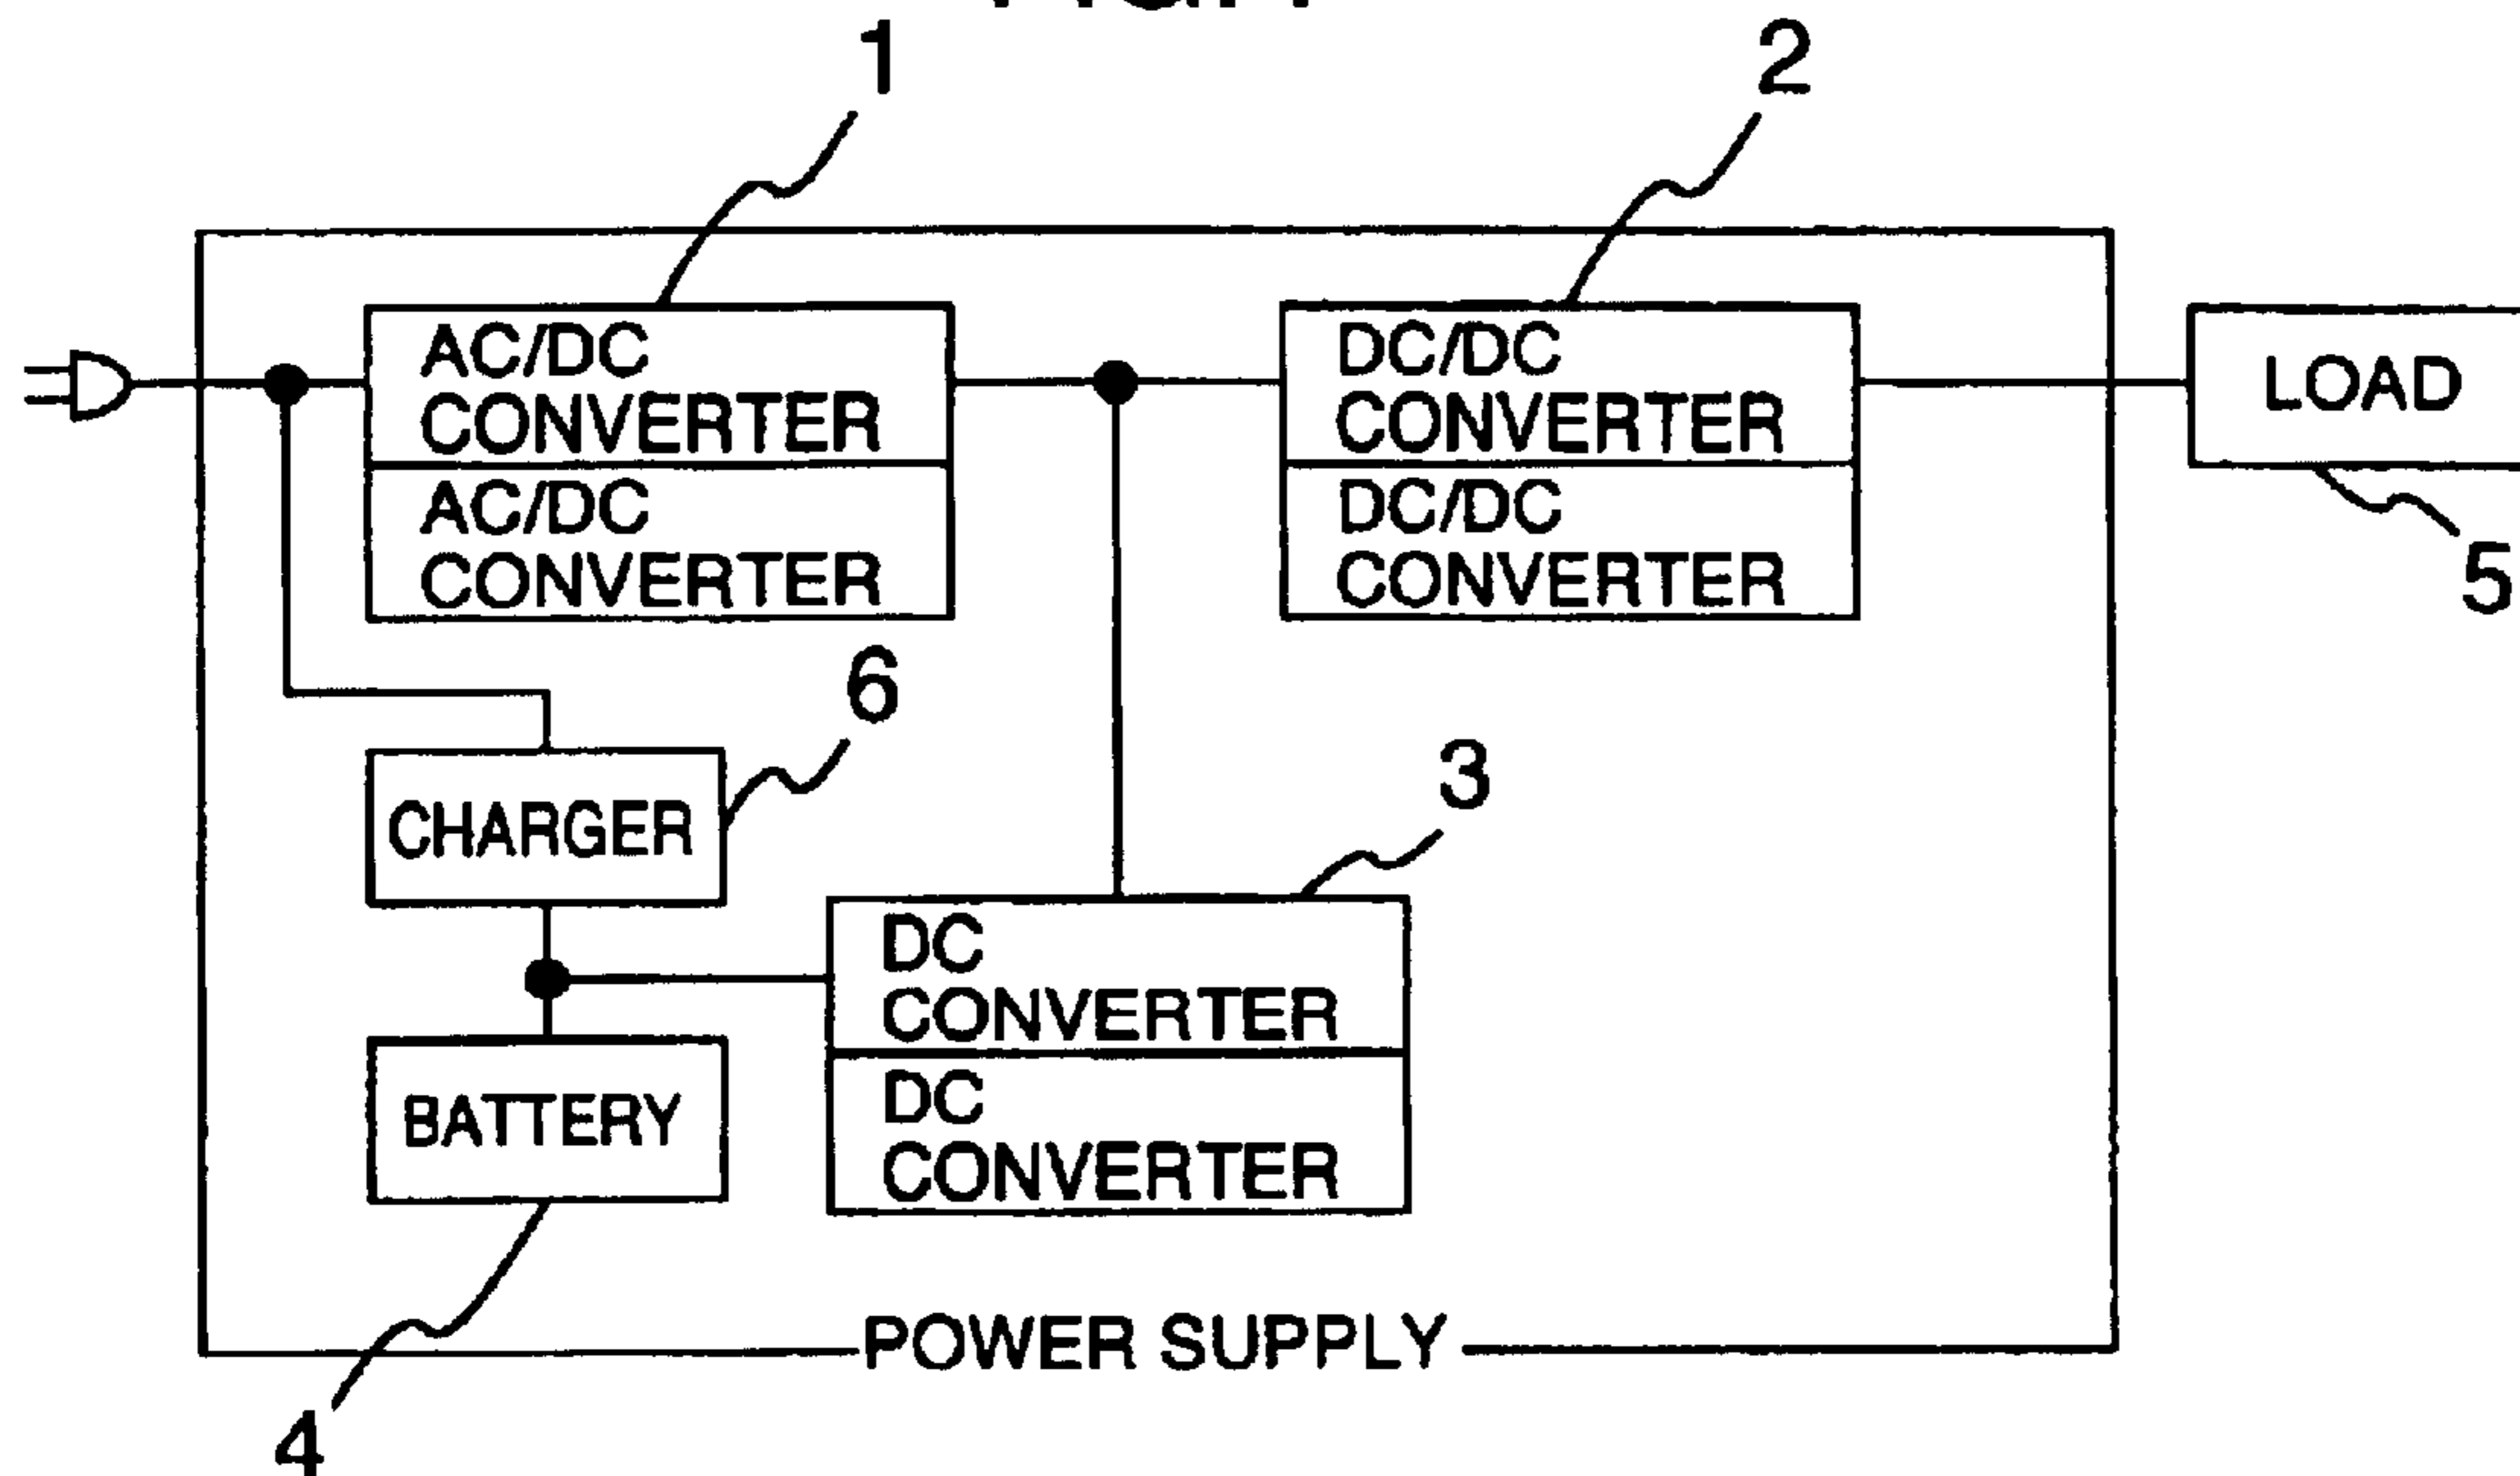 1
2
AC/DC
CONVERTER
AC/DC
CONVERTER
DC/DC
CONVERTER
DC/DC
CONVERTER
LOAD
5
6
CHARGER
3
DC
CONVERTER
DC
CONVERTER
BATTERY
POWER SUPPLY
4